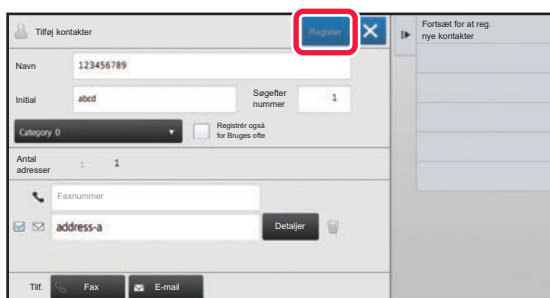 Tilføj kontakter
Register
Fortsæt for at reg.
nye kontakter
Navn
123456789
Initial
abcd
Søgefter
nummer
1
Category 0
Registrér også
for Bruges ofte
Antal
adresser
:
1
Faxnummer
address-a
Detaljer
Tilf.
Fax
E-mail